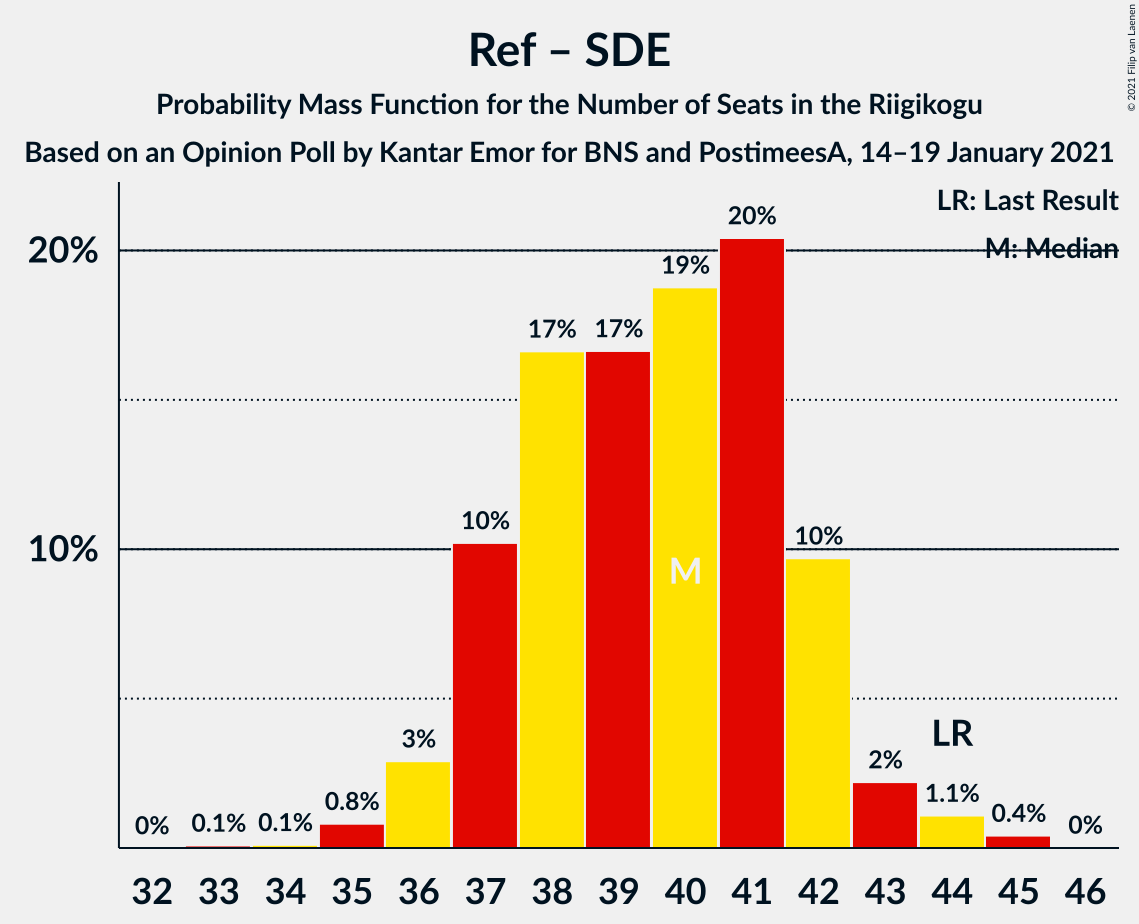 Ref – SDE
Probability Mass Function for the Number of Seats in the Riigikogu
Based on an Opinion Poll by Kantar Emor for BNS and PostimeesA, 14–19 January 2021
© 2021 Filip van Laenen
LR: Last Result
M: Median
20%
10%
0% 0.1% 0.1% 0.8% 3% 10% 17% 17% 19% 20% 10% 2% 1.1% 0.4% 0%
M
LR
32 33 34 35 36 37 38 39 40 41 42 43 44 45 46